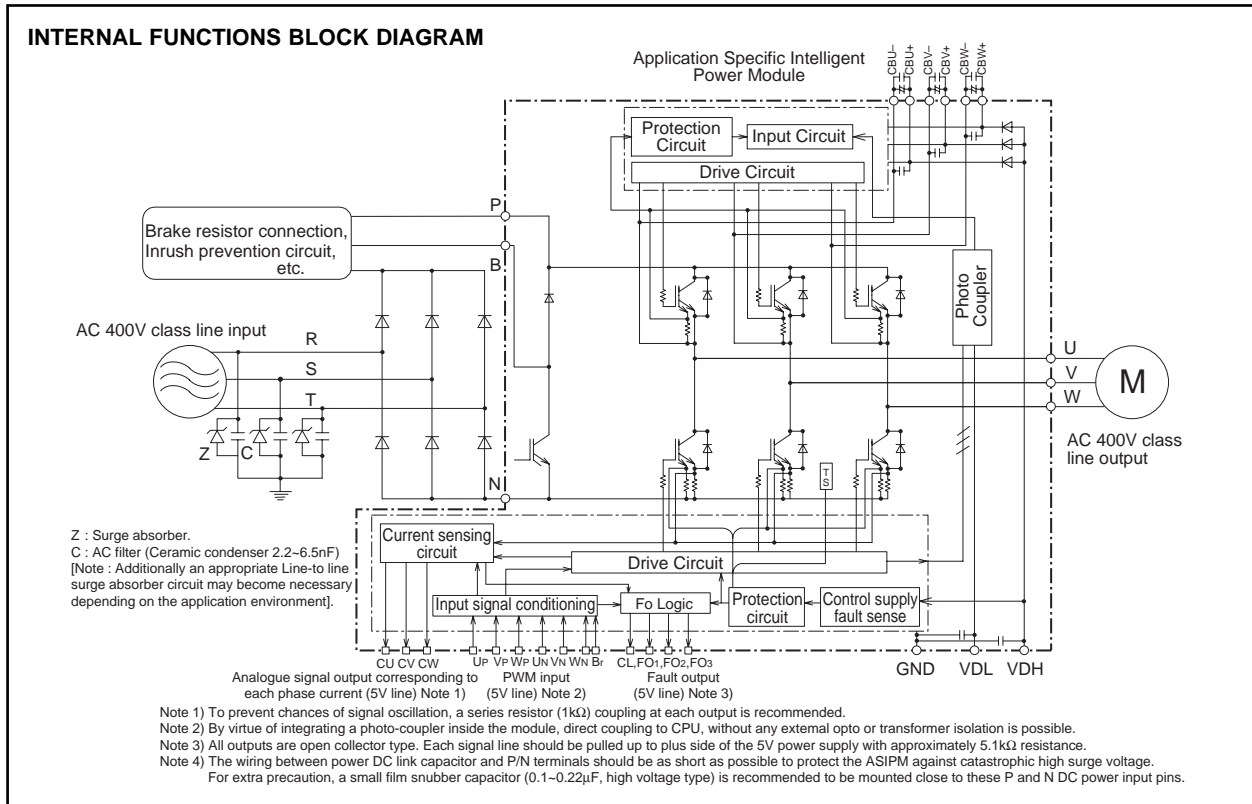 INTERNAL FUNCTIONS BLOCK DIAGRAM
Application Specific Intelligent
Power Module
CBU–
CBU+
CBV–
CBV+
CBW–
CBW+
Protection
Circuit
Input Circuit
Drive Circuit
P
Brake resistor connection,
Inrush prevention circuit,
etc.
B
Photo
Coupler
AC 400V class line input
R
S
T
U
V
W
M
Z
C
AC 400V class
line output
N
TS
Z : Surge absorber.
C : AC filter (Ceramic condenser 2.2~6.5nF)
[Note : Additionally an appropriate Line-to line
surge absorber circuit may become necessary
depending on the application environment].
Current sensing
circuit
Drive Circuit
Input signal conditioning
Fo Logic
Protection
circuit
Control supply
fault sense
CU CV CW
UP VP WP UN VN WN Br
CL,FO1,FO2,FO3
GND VDL VDH
Analogue signal output corresponding to
each phase current (5V line) Note 1)
PWM input
(5V line) Note 2)
Fault output
(5V line) Note 3)
Note 1) To prevent chances of signal oscillation, a series resistor (1kΩ) coupling at each output is recommended.
Note 2) By virtue of integrating a photo-coupler inside the module, direct coupling to CPU, without any external opto or transformer isolation is possible.
Note 3) All outputs are open collector type. Each signal line should be pulled up to plus side of the 5V power supply with approximately 5.1kΩ resistance.
Note 4) The wiring between power DC link capacitor and P/N terminals should be as short as possible to protect the ASIPM against catastrophic high surge voltage.
For extra precaution, a small film snubber capacitor (0.1~0.22μF, high voltage type) is recommended to be mounted close to these P and N DC power input pins.